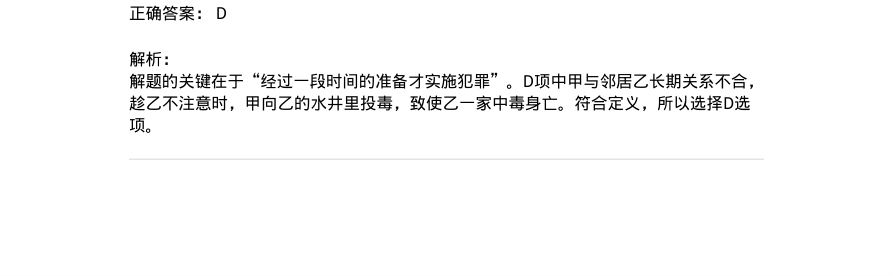 正确答案： D
解析：
解题的关键在于“经过一段时间的准备才实施犯罪”。D项中甲与邻居乙长期关系不合，
趁乙不注意时，甲向乙的水井里投毒，致使乙一家中毒身亡。符合定义，所以选择D选
项。